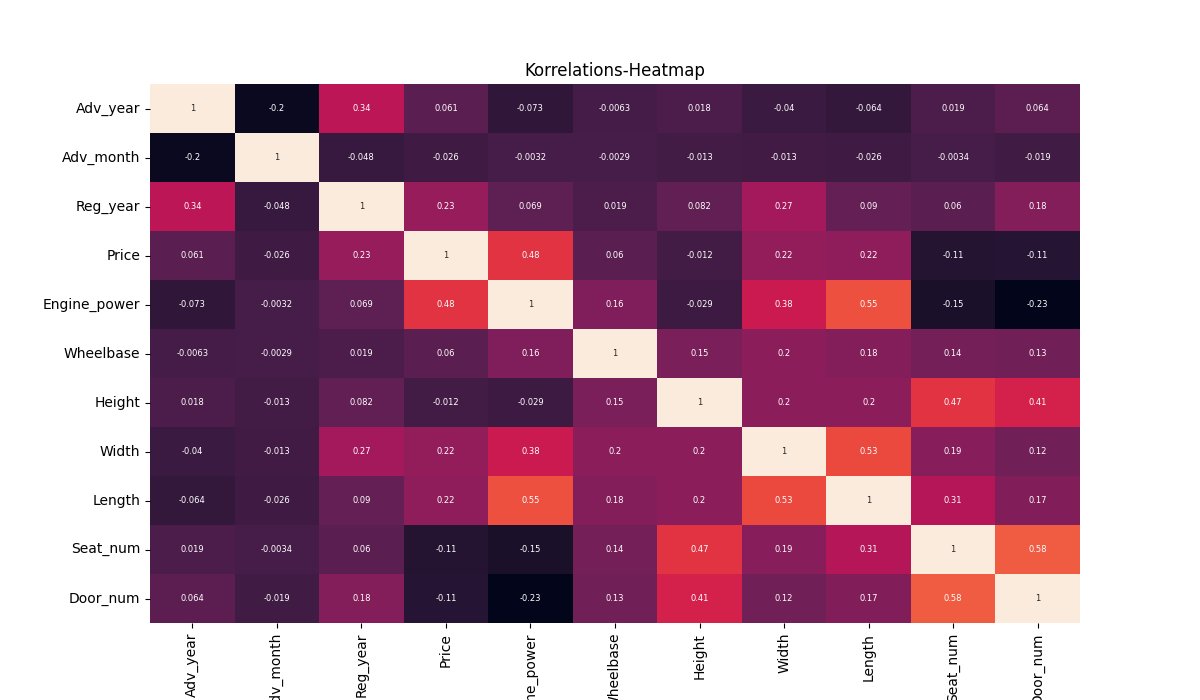 Korrelations-Heatmap
Adv_year 1 -0.2 0.34 0.061 -0.073 -0.0063 0.018 -0.04 -0.064 0.019 0.064
Adv_month -0.2 1 -0.048 -0.026 -0.0032 -0.0029 -0.013 -0.013 -0.026 -0.0034 -0.019
Reg_year 0.34 -0.048 1 0.23 0.069 0.019 0.082 0.27 0.09 0.06 0.18
Price 0.061 -0.026 0.23 1 0.48 0.06 -0.012 0.22 0.22 -0.11 -0.11
Engine_power -0.073 -0.0032 0.069 0.48 1 0.16 -0.029 0.38 0.55 -0.15 -0.23
Wheelbase -0.0063 -0.0029 0.019 0.06 0.16 1 0.15 0.2 0.18 0.14 0.13
Height 0.018 -0.013 0.082 -0.012 -0.029 0.15 1 0.2 0.2 0.47 0.41
Width -0.04 -0.013 0.27 0.22 0.38 0.2 0.2 1 0.53 0.19 0.12
Length -0.064 -0.026 0.09 0.22 0.55 0.18 0.2 0.53 1 0.31 0.17
Seat_num 0.019 -0.0034 0.06 -0.11 -0.15 0.14 0.47 0.19 0.31 1 0.58
Door_num 0.064 -0.019 0.18 -0.11 -0.23 0.13 0.41 0.12 0.17 0.58 1
Adv_year dv_month Reg_year Price ne_power heelbase Height Width Length Seat_num oor_num